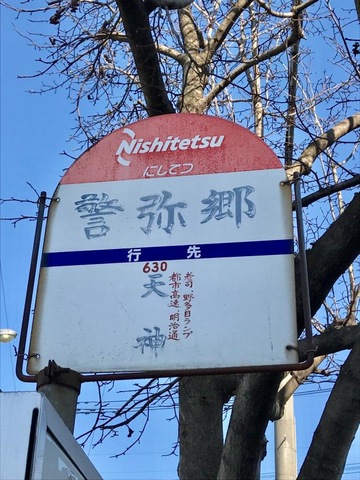 Nishitetsu
にしてつ
警弥郷
行先
630
天神
老司、野多目ランプ
都市高速、明治通